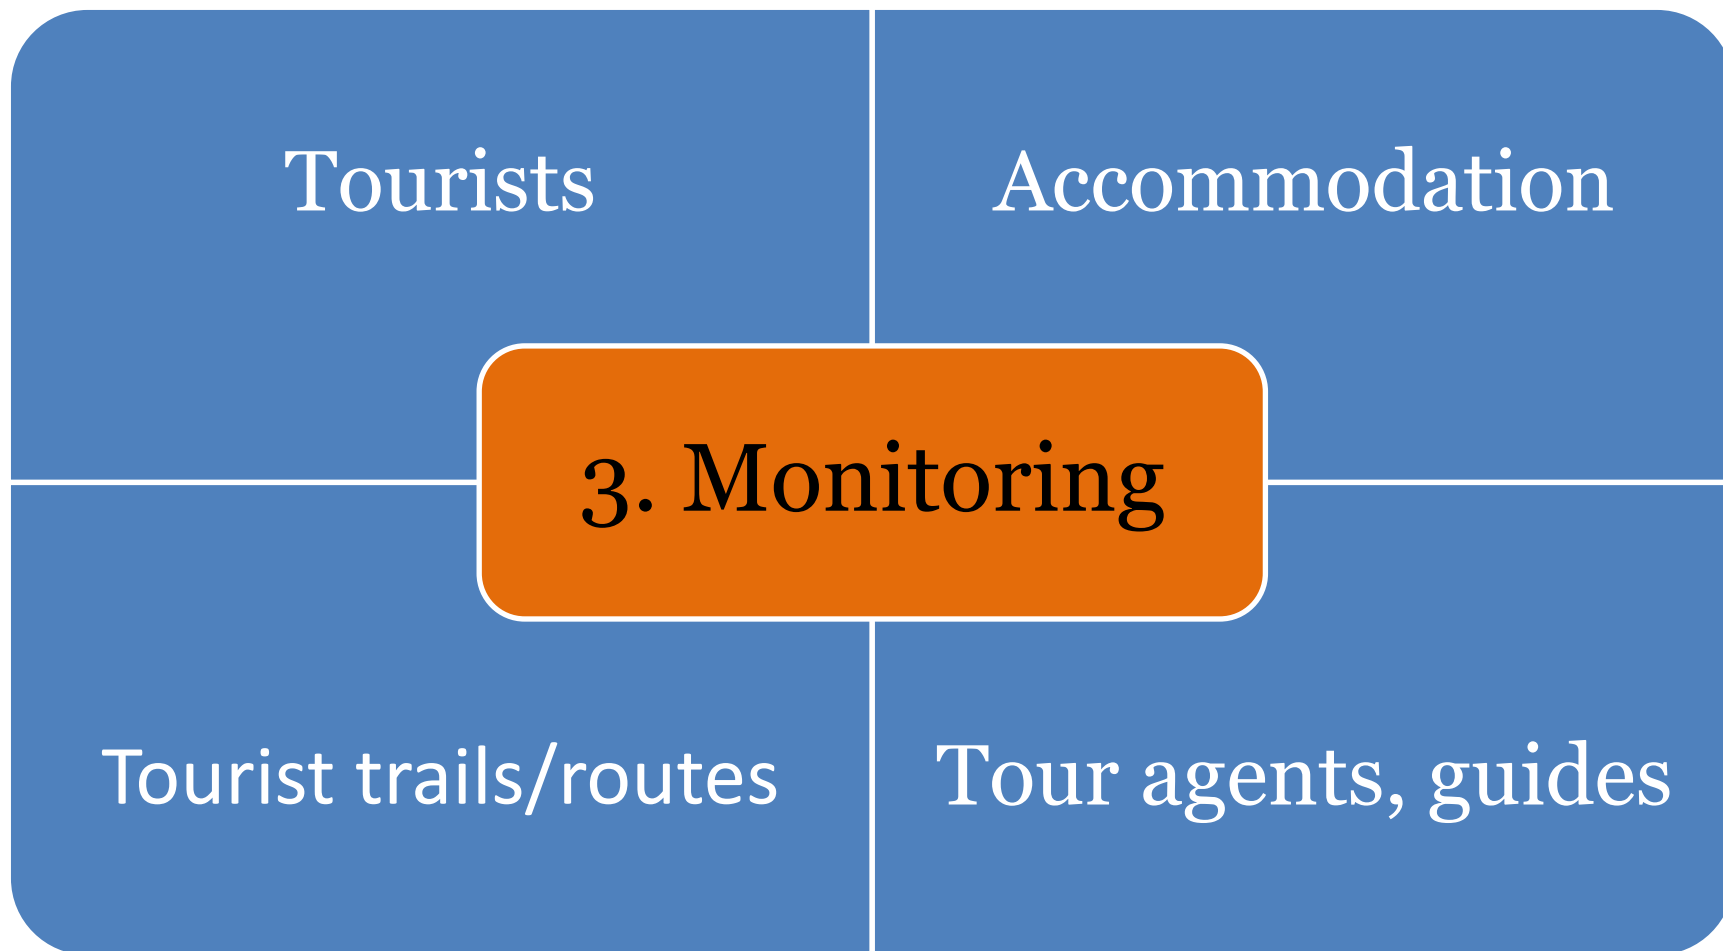 Tourists
Accommodation
3. Monitoring
Tourist trails/routes
Tour agents, guides